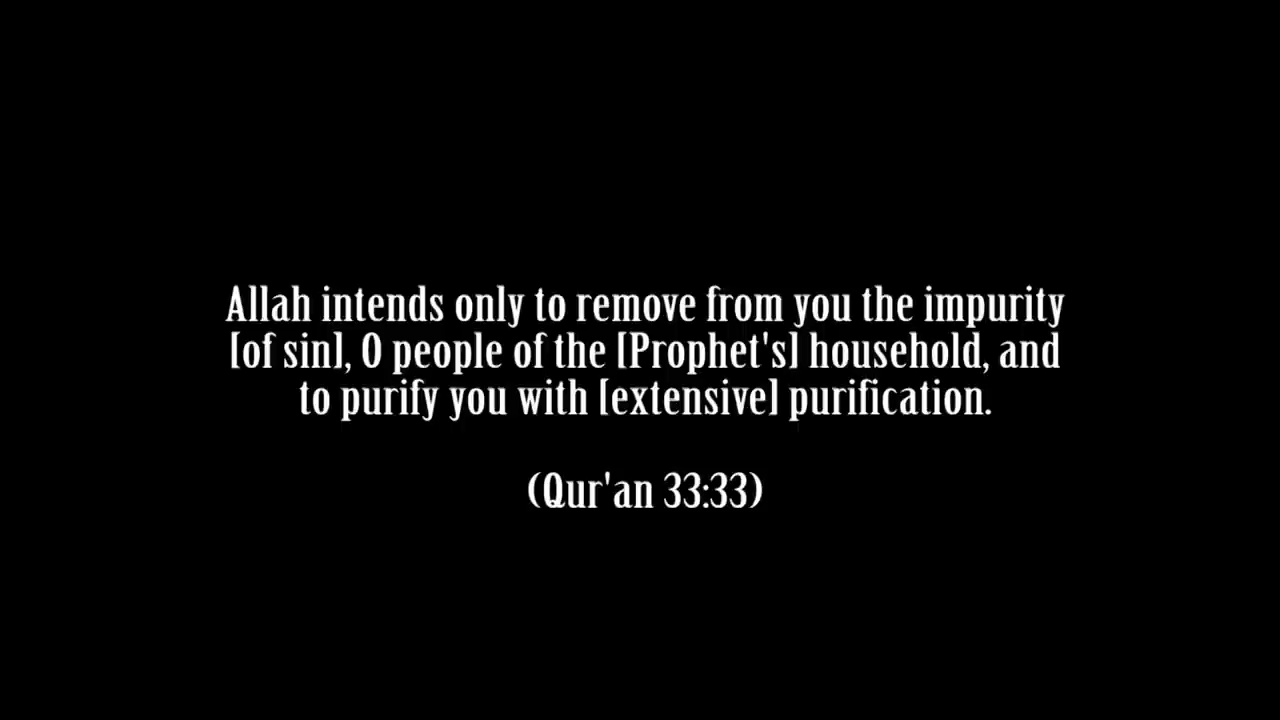 Allah intends only to remove from you the impurity
[of sin], O people of the [Prophet's] household, and
to purify you with [extensive] purification.
(Qur'an 33:33)